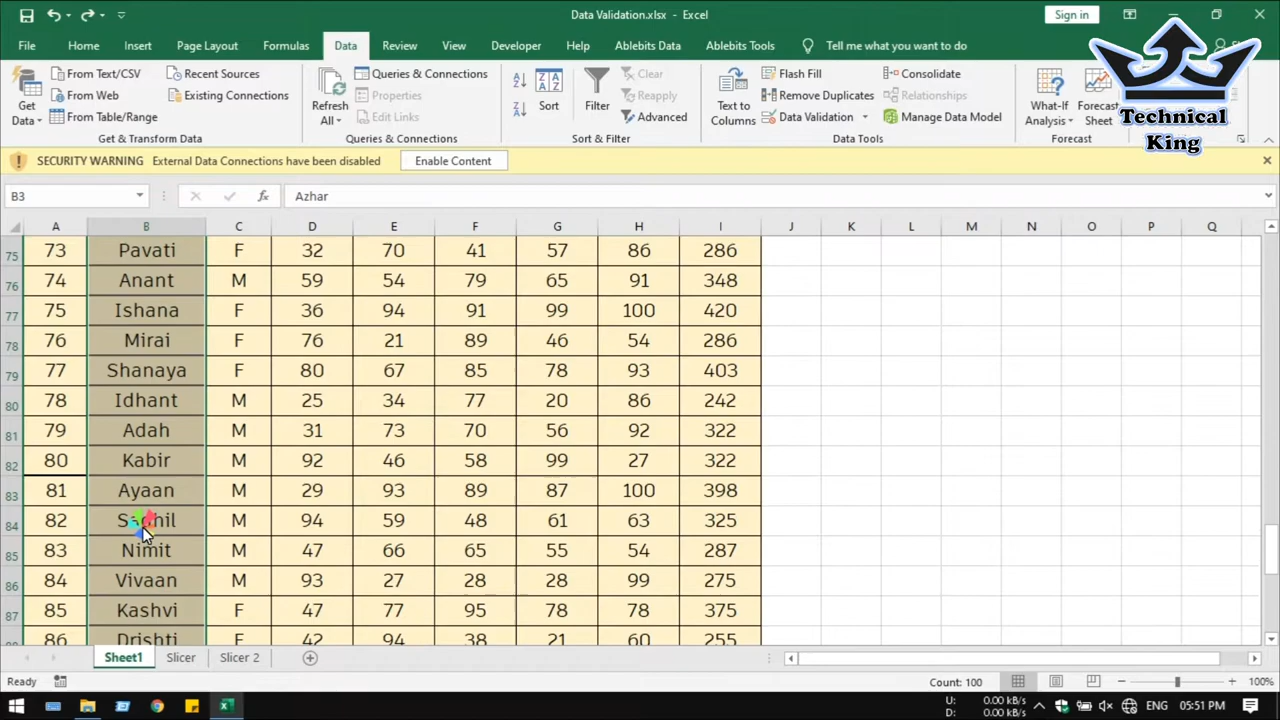 Data Validation.xlsx - Excel
Sign in
File Home Insert Page Layout Formulas Data Review View Developer Help Ablebits Data Ablebits Tools Tell me what you want to do
Get Data
From Text/CSV
From Web
From Table/Range
Recent Sources
Existing Connections
Get & Transform Data
Refresh All
Queries & Connections
Properties
Edit Links
Queries & Connections
Sort
Filter
Clear
Reapply
Advanced
Sort & Filter
Text to Columns
Flash Fill
Remove Duplicates
Data Validation
Consolidate
Relationships
Manage Data Model
Data Tools
What-If Analysis
Forecast Sheet
Forecast
Technical
King
SECURITY WARNING External Data Connections have been disabled Enable Content
B3 fx Azhar
A B C D E F G H I J K L M N O P Q
75 73 Pavati F 32 70 41 57 86 286
76 74 Anant M 59 54 79 65 91 348
77 75 Ishana F 36 94 91 99 100 420
78 76 Mirai F 76 21 89 46 54 286
79 77 Shanaya F 80 67 85 78 93 403
80 78 Idhant M 25 34 77 20 86 242
81 79 Adah M 31 73 70 56 92 322
82 80 Kabir M 92 46 58 99 27 322
83 81 Ayaan M 29 93 89 87 100 398
84 82 M 94 59 48 61 63 325
85 83 Nimit M 47 66 65 55 54 287
86 84 Vivaan M 93 27 28 28 99 275
87 85 Kashvi F 47 77 95 78 78 375
86 Drishti F 42 94 38 21 60 255
Sheet1 Slicer Slicer 2
Ready Count: 100 100%
U: 0.00 kB/s
D: 0.00 kB/s
ENG 05:51 PM